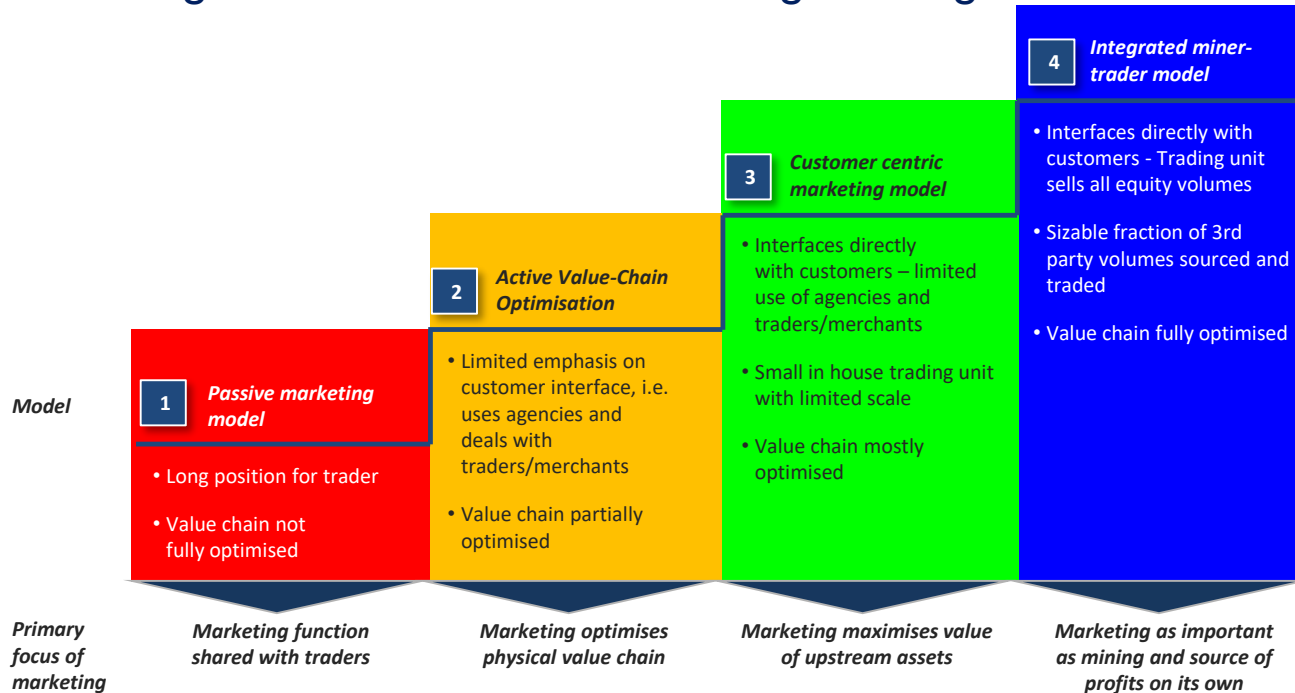 Model
1
Passive marketing
model
• Long position for trader
• Value chain not
fully optimised
2
Active Value-Chain
Optimisation
• Limited emphasis on
customer interface, i.e.
uses agencies and
deals with
traders/merchants
• Value chain partially
optimised
3
Customer centric
marketing model
• Interfaces directly
with customers – limited
use of agencies and
traders/merchants
• Small in house trading unit
with limited scale
• Value chain mostly
optimised
4
Integrated miner-
trader model
• Interfaces directly with
customers - Trading unit
sells all equity volumes
• Sizable fraction of 3rd
party volumes sourced and
traded
• Value chain fully optimised
Primary
focus of
marketing
Marketing function
shared with traders
Marketing optimises
physical value chain
Marketing maximises value
of upstream assets
Marketing as important
as mining and source of
profits on its own